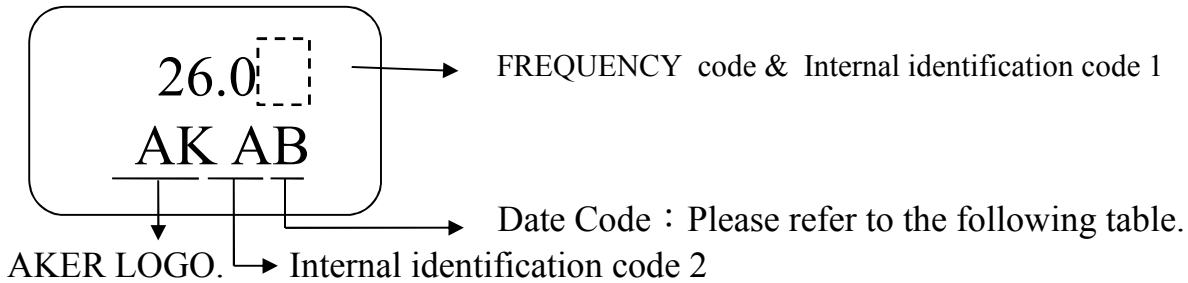 26.0
FREQUENCY code & Internal identification code 1
AK AB
Date Code：Please refer to the following table.
AKER LOGO.
Internal identification code 2